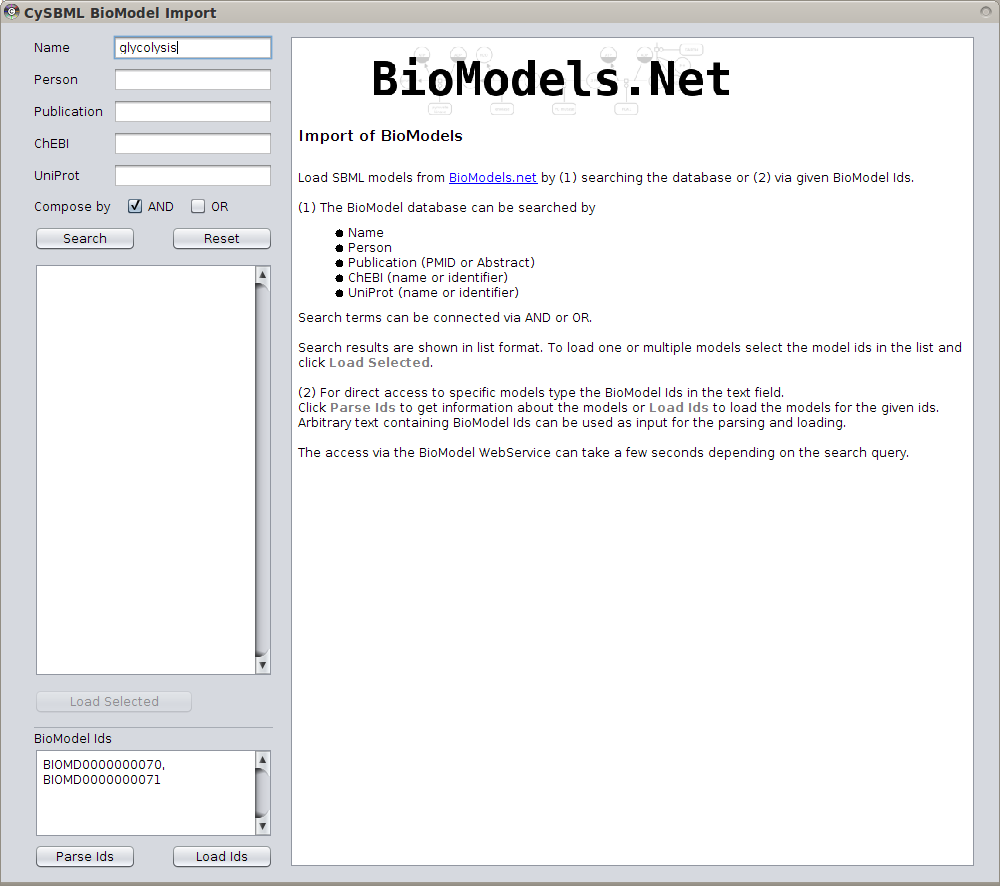 CySBML BioModel Import
Name
glycolysis
Person
Publication
ChEBI
UniProt
Compose by AND OR
Search Reset
Load Selected
BioModel Ids
BIOMD0000000070,
BIOMD0000000071
Parse Ids Load Ids
BioModels.Net
Import of BioModels
Load SBML models from BioModels.net by (1) searching the database or (2) via given BioModel Ids.
(1) The BioModel database can be searched by
Name
Person
Publication (PMID or Abstract)
ChEBI (name or identifier)
UniProt (name or identifier)
Search terms can be connected via AND or OR.
Search results are shown in list format. To load one or multiple models select the model ids in the list and
click Load Selected.
(2) For direct access to specific models type the BioModel Ids in the text field.
Click Parse Ids to get information about the models or Load Ids to load the models for the given ids.
Arbitrary text containing BioModel Ids can be used as input for the parsing and loading.
The access via the BioModel WebService can take a few seconds depending on the search query.